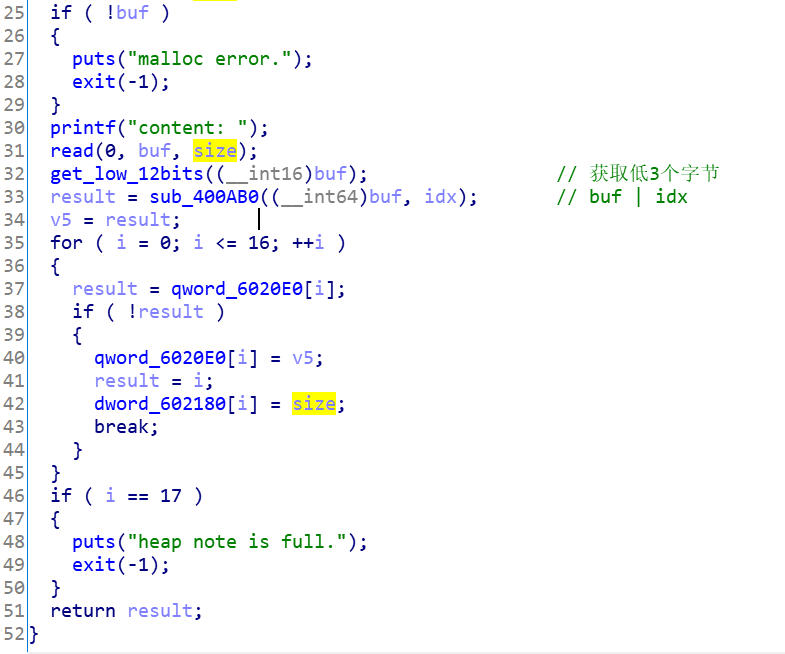 25 if ( !buf )
26 {
27 puts("malloc error.");
28 exit(-1);
29 }
30 printf("content: ");
31 read(0, buf, size);
32 get_low_12bits((__int16)buf); // 获取低3个字节
33 result = sub_400AB0((__int64)buf, idx); // buf | idx
34 v5 = result;
35 for ( i = 0; i <= 16; ++i )
36 {
37 result = qword_6020E0[i];
38 if ( !result )
39 {
40 qword_6020E0[i] = v5;
41 result = i;
42 dword_602180[i] = size;
43 break;
44 }
45 }
46 if ( i == 17 )
47 {
48 puts("heap note is full.");
49 exit(-1);
50 }
51 return result;
52 }